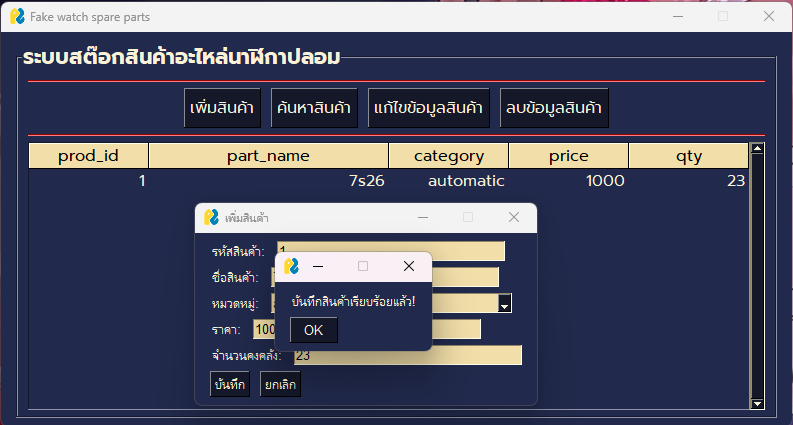 Fake watch spare parts
ระบบสต๊อกสินค้าอะไหล่นาฬิกาปลอม
เพิ่มสินค้า ค้นหาสินค้า แก้ไขข้อมูลสินค้า ลบข้อมูลสินค้า
prod_id part_name category price qty
1 7s26 automatic 1000 23
เพิ่มสินค้า
รหัสสินค้า: 1
ชื่อสินค้า:
หมวดหมู่:
ราคา: 100
จำนวนคงคลัง: 23
บันทึก ยกเลิก
บันทึกสินค้าเรียบร้อยแล้ว!
OK